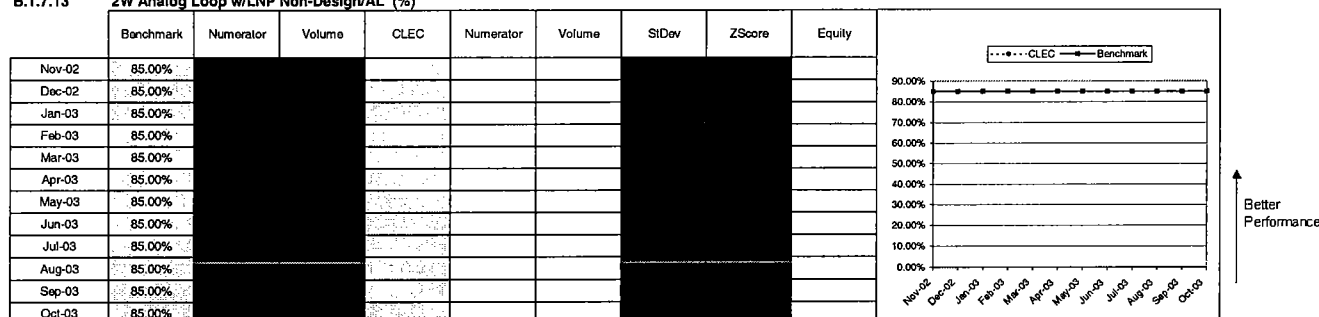 B.1.7.13 2W Analog Loop w/LNP Non-Design/AL (%)
Benchmark Numerator Volume CLEC Numerator Volume StDev ZScore Equity
Nov-02 85.00%
Dec-02 85.00%
Jan-03 85.00%
Feb-03 85.00%
Mar-03 85.00%
Apr-03 85.00%
May-03 85.00%
Jun-03 85.00%
Jul-03 85.00%
Aug-03 85.00%
Sep-03 85.00%
Oct-03 85.00%
CLEC Benchmark
90.00%
80.00%
70.00%
60.00%
50.00%
40.00%
30.00%
20.00%
10.00%
0.00%
Nov-02 Dec-02 Jan-03 Feb-03 Mar-03 Apr-03 May-03 Jun-03 Jul-03 Aug-03 Sep-03 Oct-03
Better
Performance